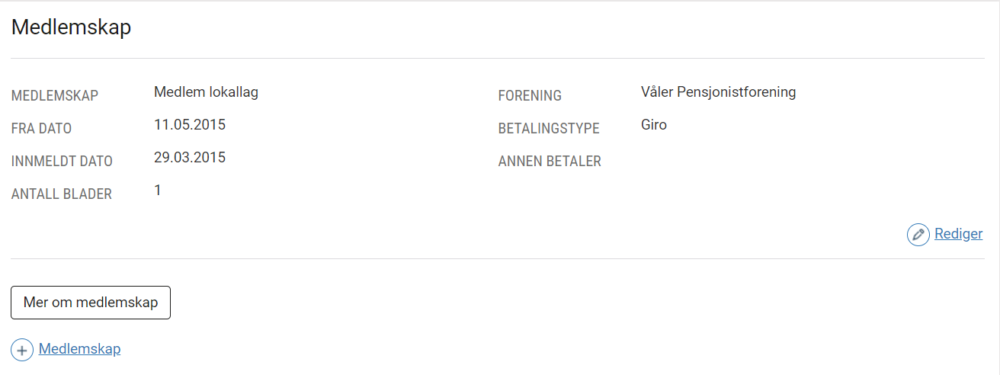 Medlemskap
MEDLEMSKAP Medlem lokallag FORENING Våler Pensjonistforening
FRA DATO 11.05.2015 BETALINGSTYPE Giro
INNMELDT DATO 29.03.2015 ANNEN BETALER
ANTALL BLADER 1
Rediger
Mer om medlemskap
Medlemskap